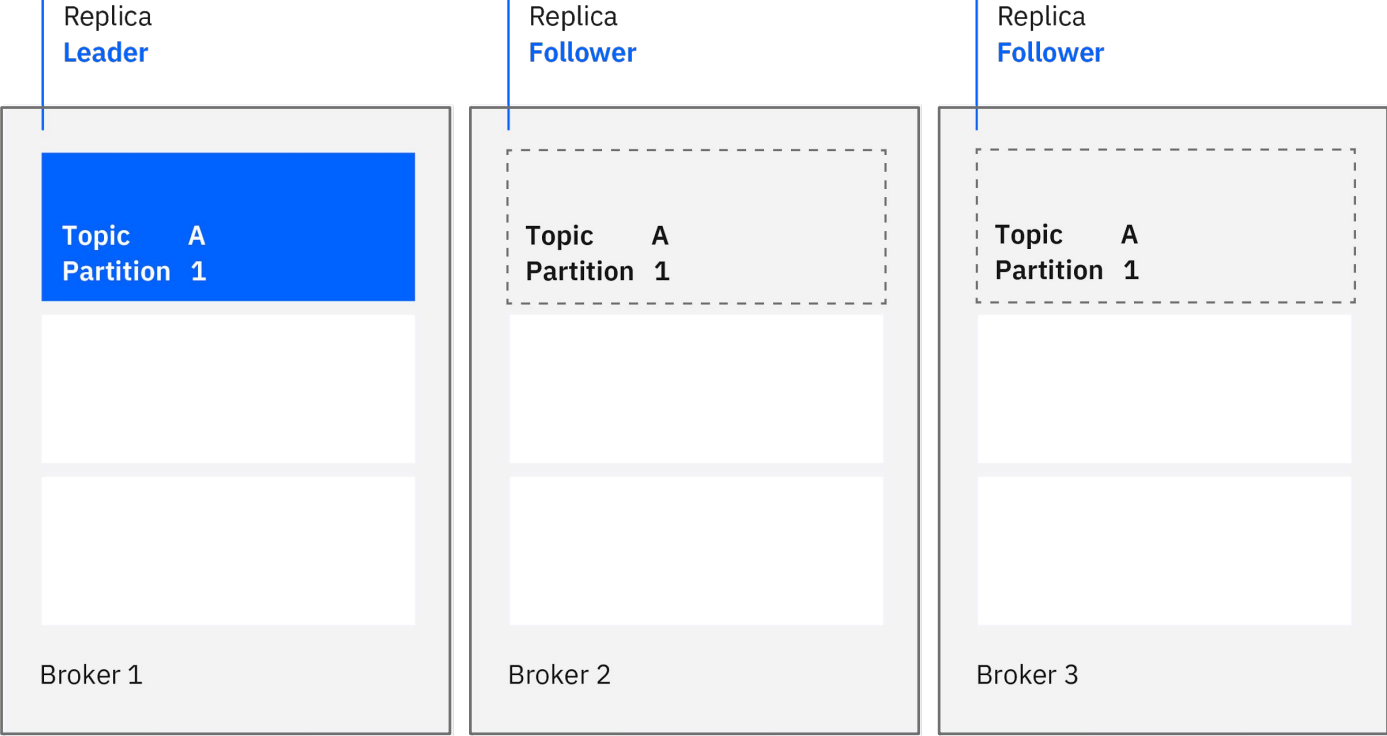 Replica
Leader
Replica
Follower
Replica
Follower
Topic A
Partition 1
Topic A
Partition 1
Topic A
Partition 1
Broker 1
Broker 2
Broker 3